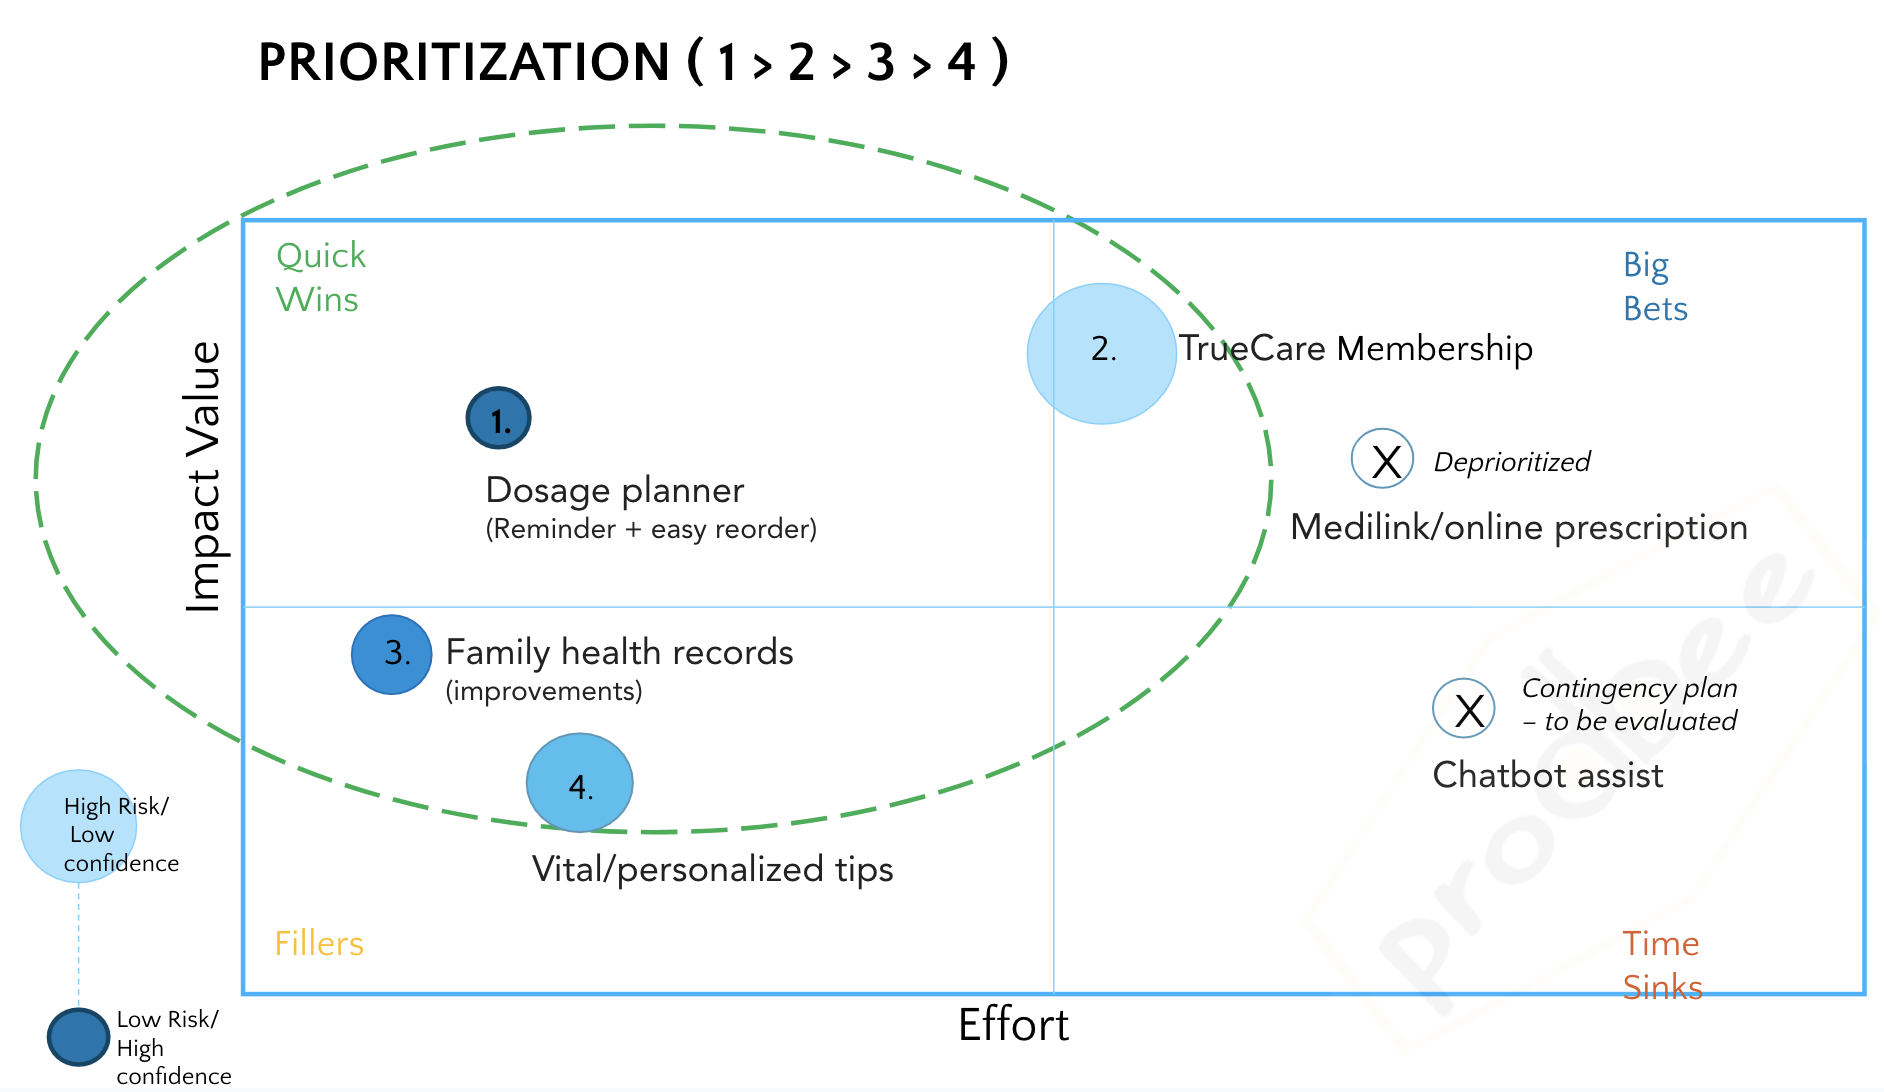 PRIORITIZATION ( 1 > 2 > 3 > 4 )
Quick
Wins
Big
Bets
Impact Value
2.
TrueCare Membership
1.
Dosage planner
(Reminder + easy reorder)
X
Deprioritized
Medilink/online prescription
3.
Family health records
(improvements)
4.
Vital/personalized tips
X
Contingency plan
– to be evaluated
Chatbot assist
High Risk/
Low
confidence
Fillers
Time
Sinks
Effort
Low Risk/
High
confidence
prodbee